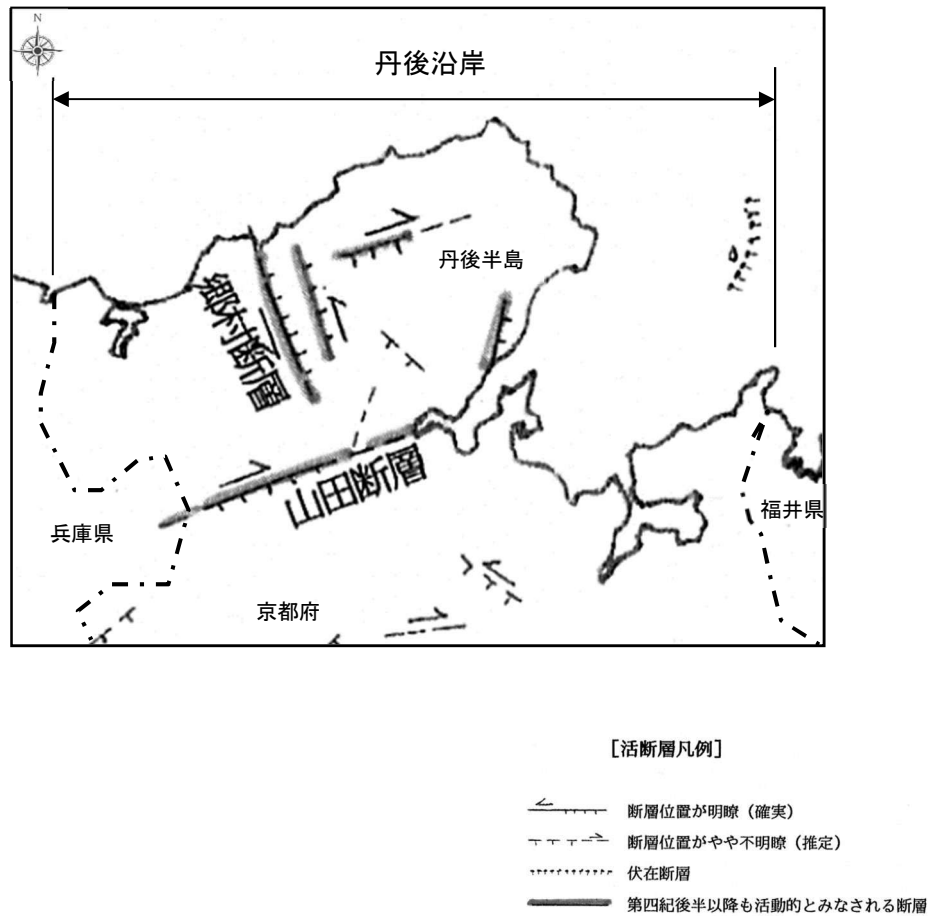 N
丹後沿岸
丹後半島
郷村断層
山田断層
兵庫県
福井県
京都府
［活断層凡例］
断層位置が明瞭（確実）
断層位置がやや不明瞭（推定）
伏在断層
第四紀後半以降も活動的とみなされる断層